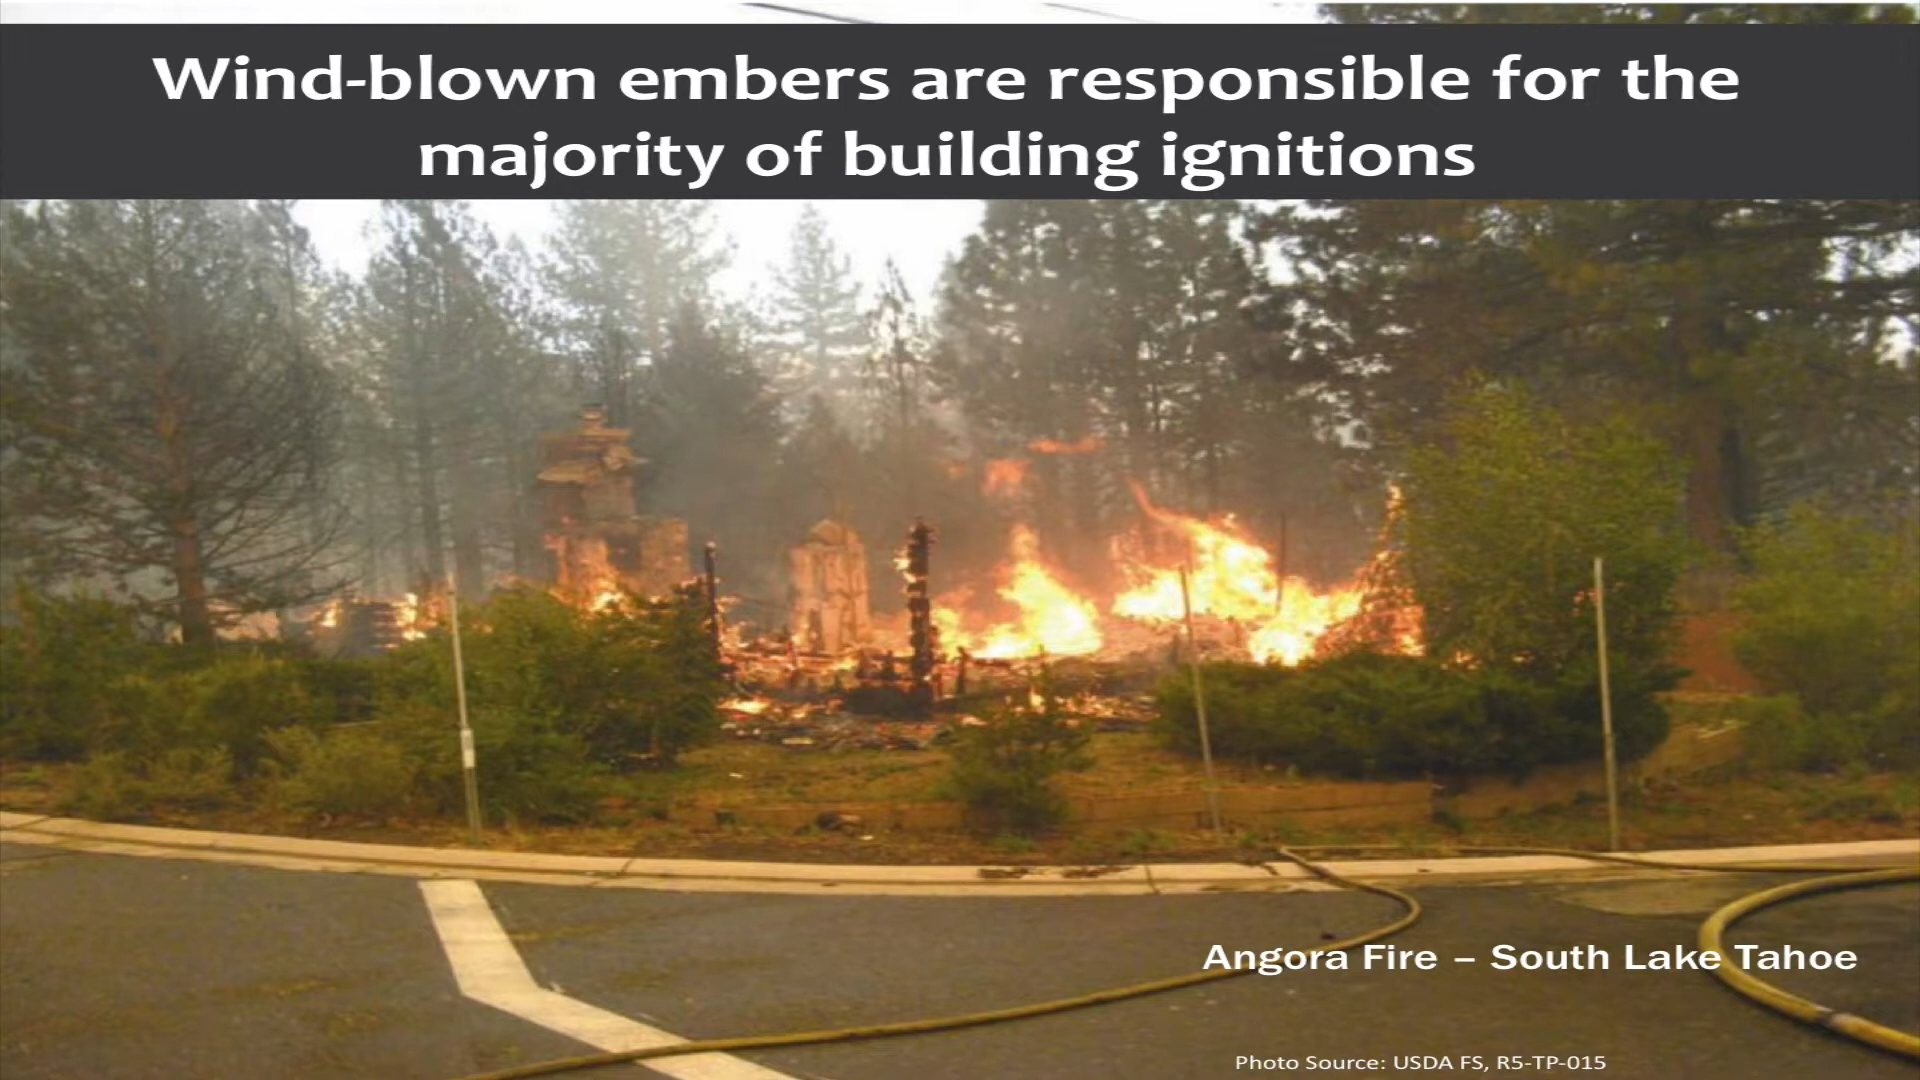 Wind-blown embers are responsible for the
majority of building ignitions
Angora Fire – South Lake Tahoe
Photo Source: USDA FS, R5-TP-015